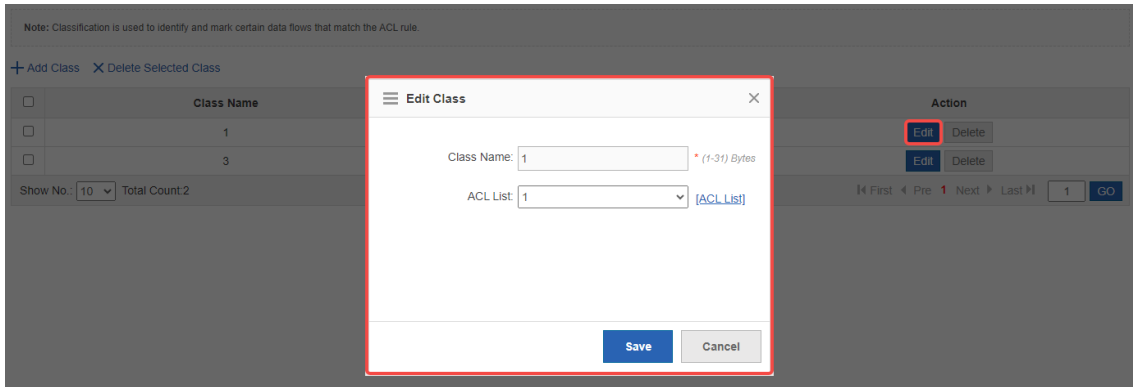 Note: Classification is used to identify and mark certain data flows that match the ACL rule.
+ Add Class X Delete Selected Class
Class Name Action
1 Edit Delete
3 Edit Delete
Show No.: 10 Total Count:2 First Pre 1 Next Last 1 GO
Edit Class
Class Name: 1 * (1-31) Bytes
ACL List: 1 [ACL List]
Save Cancel